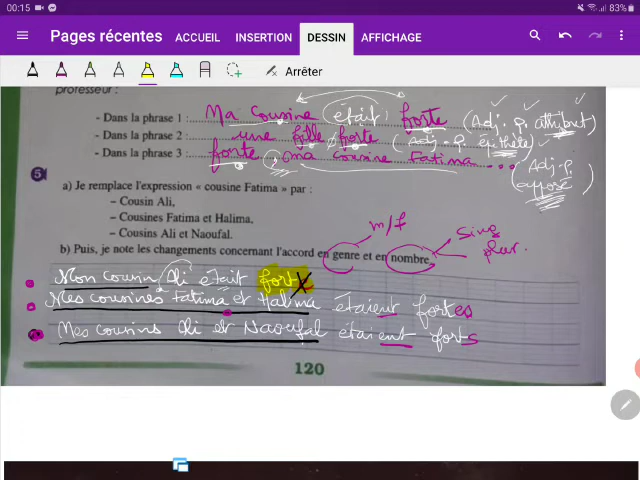 00:15 83%
Pages récentes ACCUEIL INSERTION DESSIN AFFICHAGE
Arrêter
professeur :
- Dans la phrase 1 : Ma cousine était forte (Adj. p. attribut)
- Dans la phrase 2 : une fille forte (Adj. p. épithète)
- Dans la phrase 3 : forte, ma cousine Fatima... (Adj. p. apposé)
5
a) Je remplace l'expression « cousine Fatima » par :
– Cousin Ali,
– Cousines Fatima et Halima,
– Cousins Ali et Naoufal.
m/f
sing
plur.
b) Puis, je note les changements concernant l'accord en genre et en nombre.
Mon cousin Ali était fort
Mes cousines Fatima et Halima étaient fortes
Mes cousins Ali et Naoufal étaient forts
120